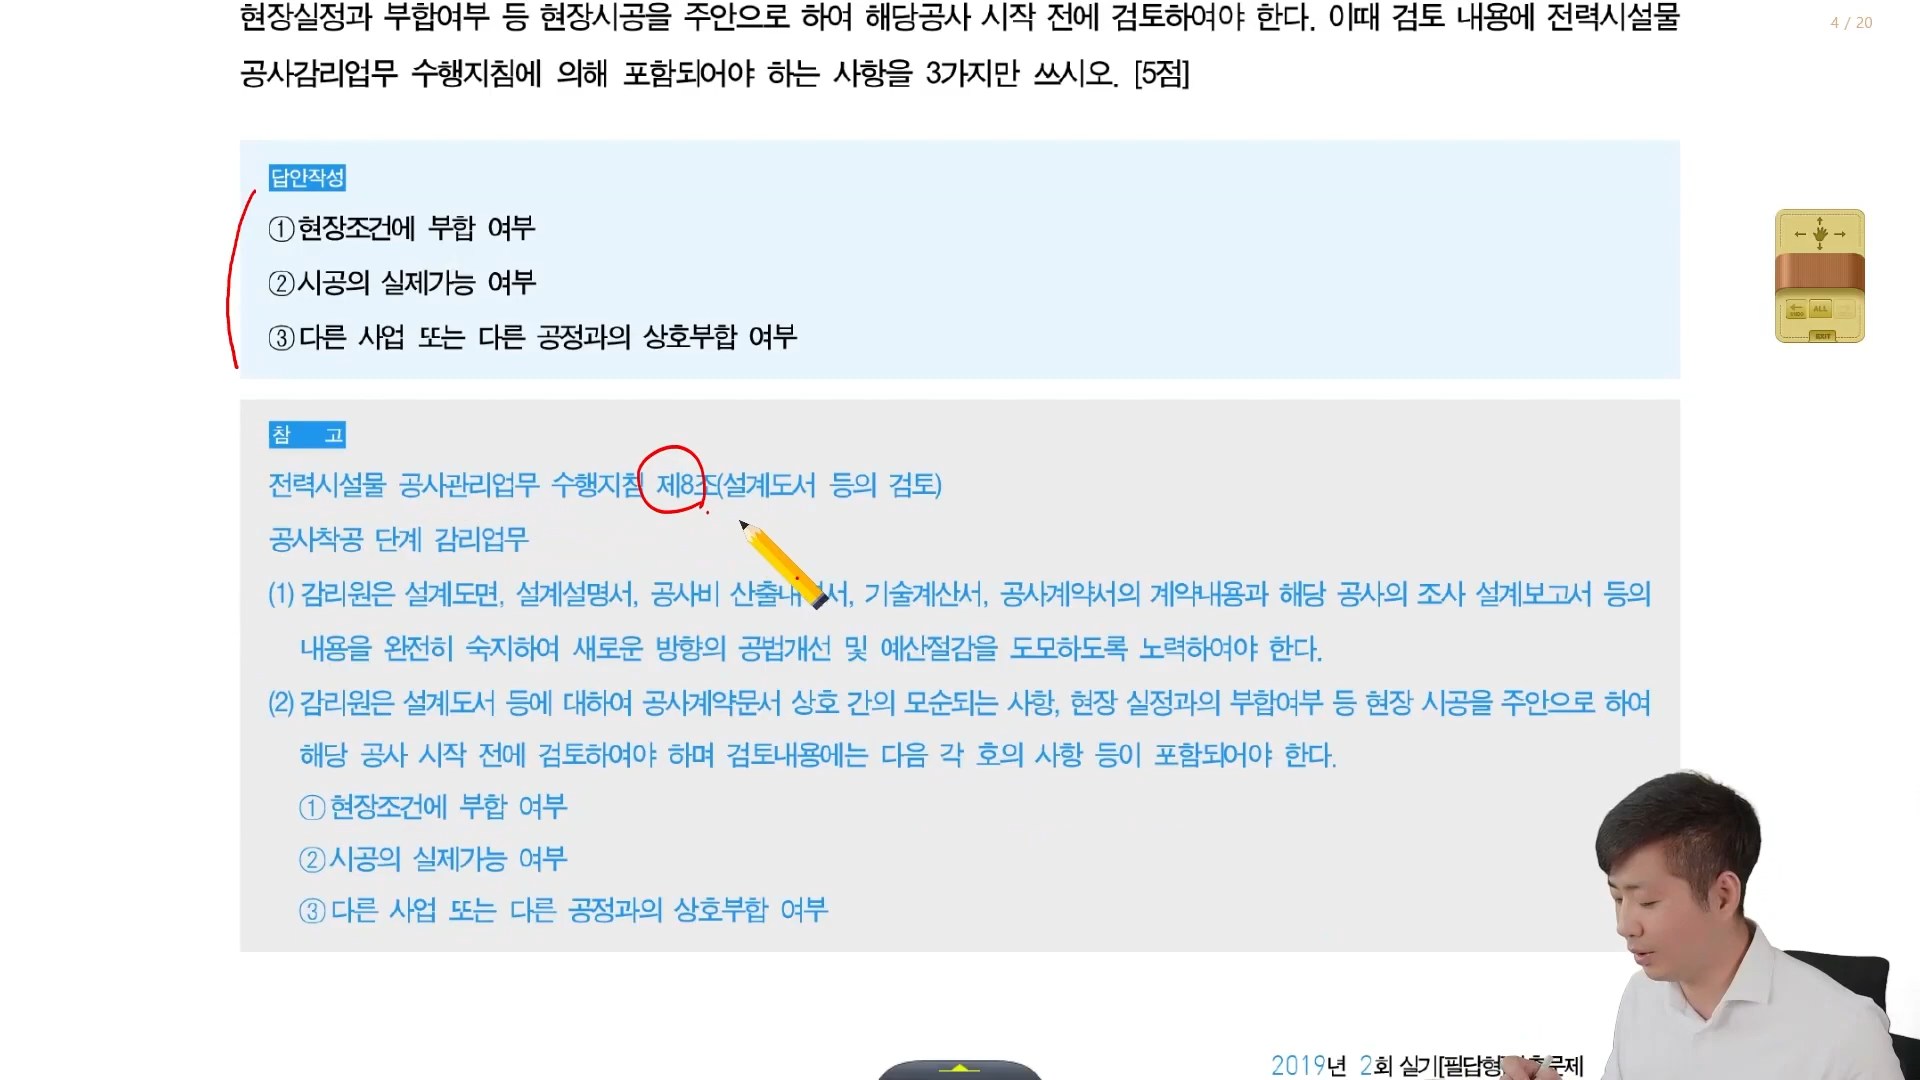 현장실정과 부합여부 등 현장시공을 주안으로 하여 해당공사 시작 전에 검토하여야 한다. 이때 검토 내용에 전력시설물
4 / 20
공사감리업무 수행지침에 의해 포함되어야 하는 사항을 3가지만 쓰시오. [5점]
답안작성
①현장조건에 부합 여부
②시공의 실제가능 여부
③다른 사업 또는 다른 공정과의 상호부합 여부
ALL
EXIT
참 고
전력시설물 공사관리업무 수행지침 제8조(설계도서 등의 검토)
공사착공 단계 감리업무
(1) 감리원은 설계도면, 설계설명서, 공사비 기술계산서, 공사계약서의 계약내용과 해당 공사의 조사 설계보고서 등의
내용을 완전히 숙지하여 새로운 방향의 공법개선 및 예산절감을 도모하도록 노력하여야 한다.
(2) 감리원은 설계도서 등에 대하여 공사계약문서 상호 간의 모순되는 사항, 현장 실정과의 부합여부 등 현장 시공을 주안으로 하여
해당 공사 시작 전에 검토하여야 하며 검토내용에는 다음 각 호의 사항 등이 포함되어야 한다.
①현장조건에 부합 여부
②시공의 실제가능 여부
③다른 사업 또는 다른 공정과의 상호부합 여부
2019년 2회 실기[필답형]